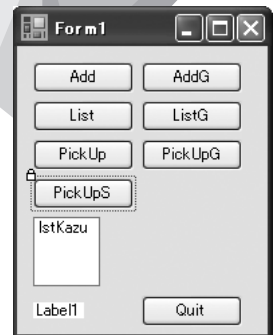 Form1
Add AddG
List ListG
PickUp PickUpG
PickUpS
lstKazu
Label1 Quit